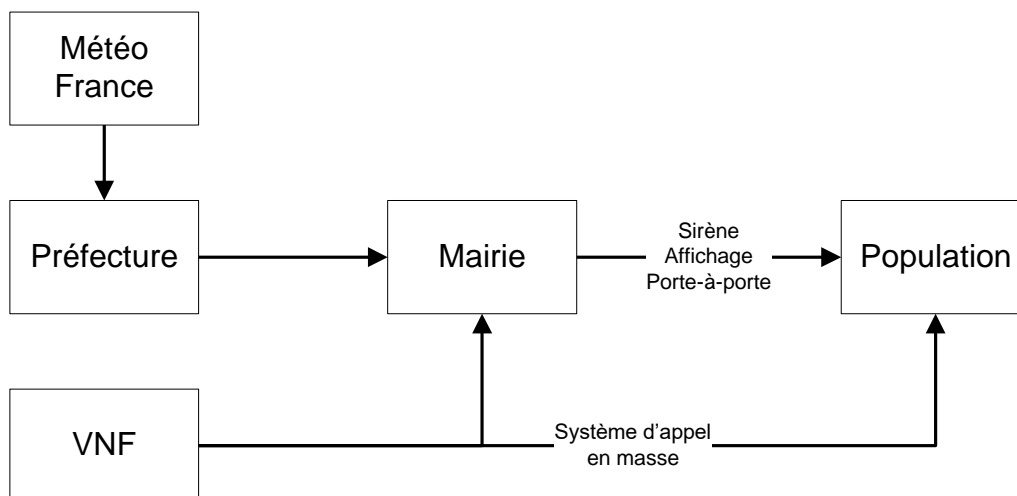 Météo
France
Préfecture
Mairie
Sirène
Affichage
Porte-à-porte
Population
VNF
Système d'appel
en masse